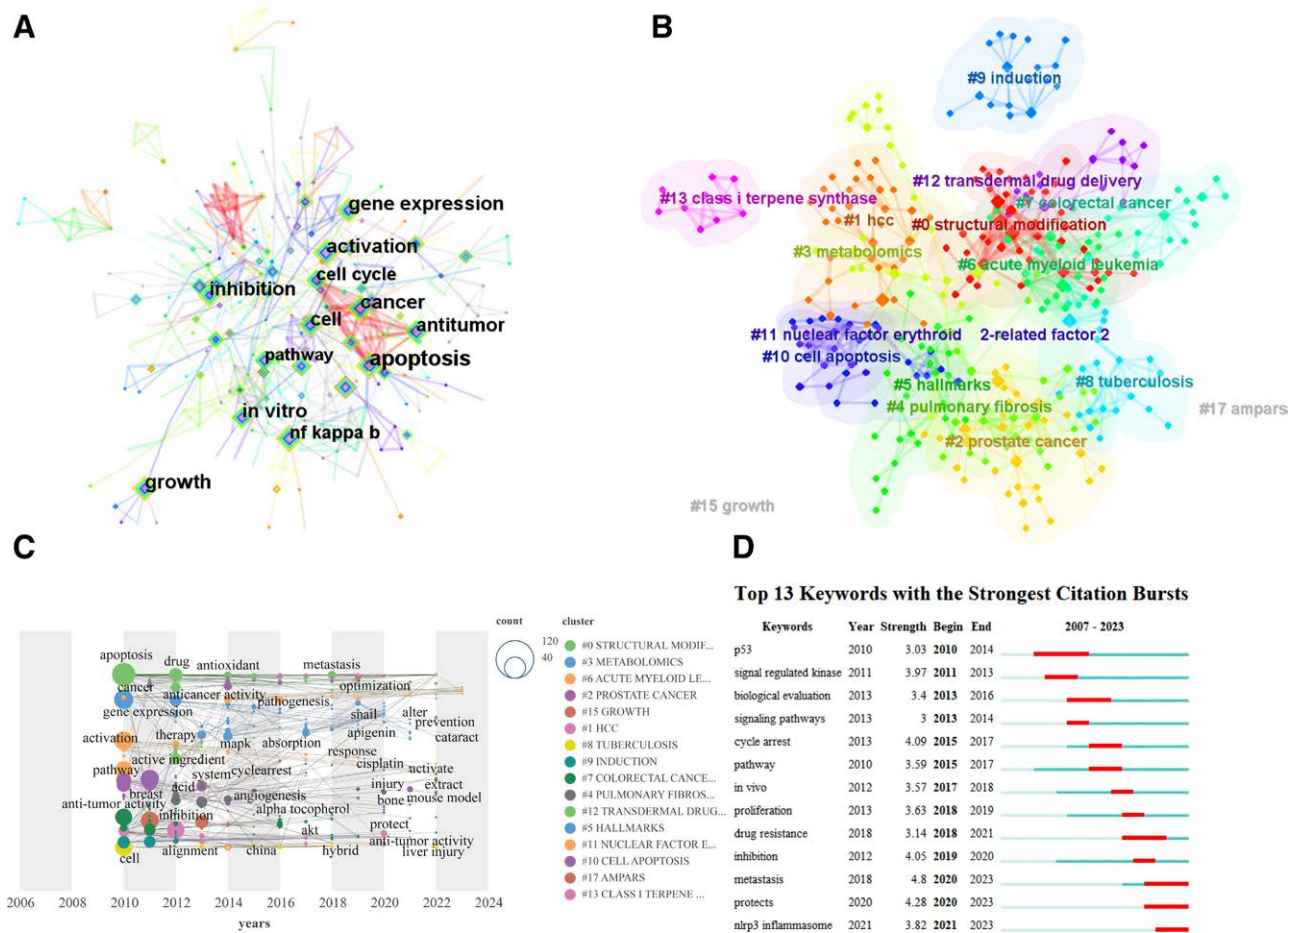 A
gene expression
activation
cell cycle
inhibition
cancer
cell
antitumor
pathway
apoptosis
in vitro
nf kappa b
growth
B
#9 induction
#12 transdermal drug delivery
#13 class i terpene synthase
#7 colorectal cancer
#1 hcc
#0 structural modification
#3 metabolomics
#6 acute myeloid leukemia
#11 nuclear factor erythroid 2-related factor 2
#10 cell apoptosis
#5 hallmarks
#8 tuberculosis
#4 pulmonary fibrosis
#17 ampars
#2 prostate cancer
#15 growth
C
apoptosis
drug
antioxidant
metastasis
cancer
anticancer activity
optimization
gene expression
pathogenesis
snail
alter
prevention
activation
therapy
mapk
absorption
apigenin
cataract
active ingredient
response
cisplatin
pathway
system
cyclearrest
activate
breast
acid
injury
extract
angiogenesis
bone
mouse model
anti-tumor activity
inhibition
alpha tocopherol
akt
protect
anti-tumor activity
cell
alignment
china
hybrid
liver injury
2006
2008
2010
2012
2014
2016
2018
2020
2022
2024
years
count
120
40
cluster
#0 STRUCTURAL MODIF...
#3 METABOLOMICS
#6 ACUTE MYELOID LE...
#2 PROSTATE CANCER
#15 GROWTH
#1 HCC
#8 TUBERCULOSIS
#9 INDUCTION
#7 COLORECTAL CANCE...
#4 PULMONARY FIBROS...
#12 TRANSDERMAL DRUG...
#5 HALLMARKS
#11 NUCLEAR FACTOR E...
#10 CELL APOPTOSIS
#17 AMPARS
#13 CLASS I TERPENE ...
D
Top 13 Keywords with the Strongest Citation Bursts
Keywords Year Strength Begin End 2007 - 2023
p53 2010 3.03 2010 2014
signal regulated kinase 2011 3.97 2011 2013
biological evaluation 2013 3.4 2013 2016
signaling pathways 2013 3 2013 2014
cycle arrest 2013 4.09 2015 2017
pathway 2010 3.59 2015 2017
in vivo 2012 3.57 2017 2018
proliferation 2013 3.63 2018 2019
drug resistance 2018 3.14 2018 2021
inhibition 2012 4.05 2019 2020
metastasis 2018 4.8 2020 2023
protects 2020 4.28 2020 2023
nlrp3 inflammasome 2021 3.82 2021 2023